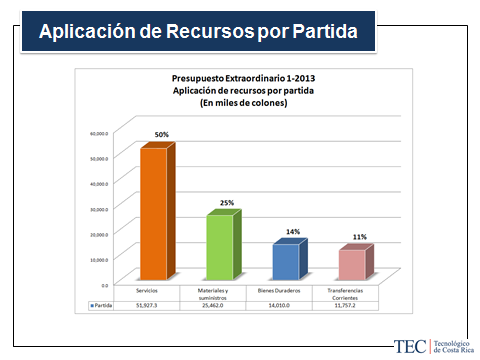 Aplicación de Recursos por Partida
Presupuesto Extraordinario 1-2013
Aplicación de recursos por partida
(En miles de colones)
60,000.0
50,000.0
40,000.0
30,000.0
20,000.0
10,000.0
0.0
50%
25%
14%
11%
Servicios
Materiales y suministros
Bienes Duraderos
Transferencias Corrientes
Partida 51,927.3 25,462.0 14,010.0 11,757.2
TEC Tecnológico
de Costa Rica